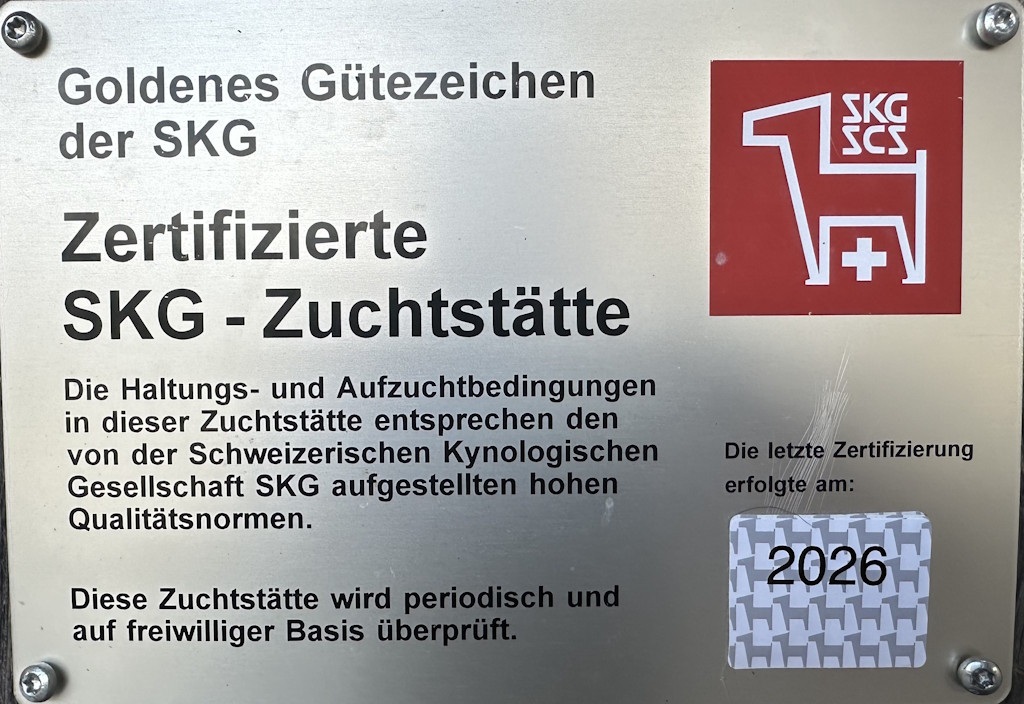 Goldenes Gütezeichen
der SKG
SKG
SCS
Zertifizierte
SKG - Zuchtstätte
Die Haltungs- und Aufzuchtbedingungen
in dieser Zuchtstätte entsprechen den
von der Schweizerischen Kynologischen
Gesellschaft SKG aufgestellten hohen
Qualitätsnormen.
Diese Zuchtstätte wird periodisch und
auf freiwilliger Basis überprüft.
Die letzte Zertifizierung
erfolgte am:
2026